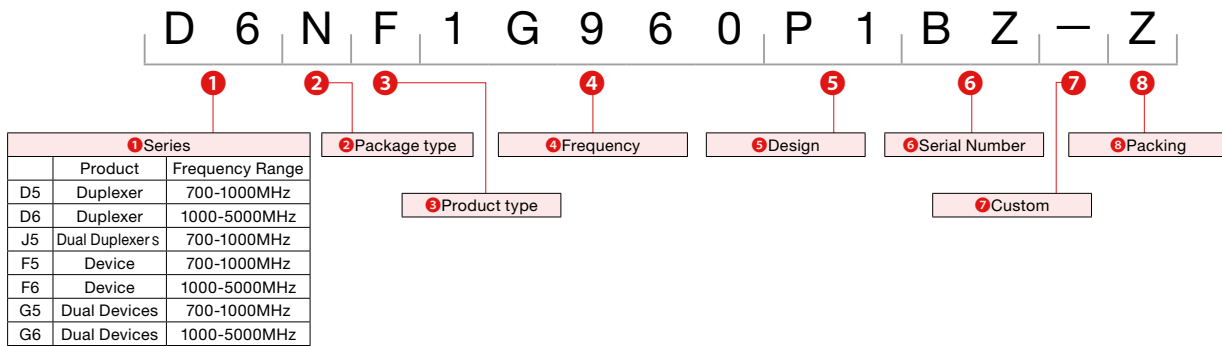 D 6 N F 1 G 9 6 0 P 1 B Z — Z
1 2 3 4 5 6 7 8
1Series
Product Frequency Range
D5 Duplexer 700-1000MHz
D6 Duplexer 1000-5000MHz
J5 Dual Duplexers 700-1000MHz
F5 Device 700-1000MHz
F6 Device 1000-5000MHz
G5 Dual Devices 700-1000MHz
G6 Dual Devices 1000-5000MHz
2Package type
4Frequency
5Design
6Serial Number
8Packing
3Product type
7Custom